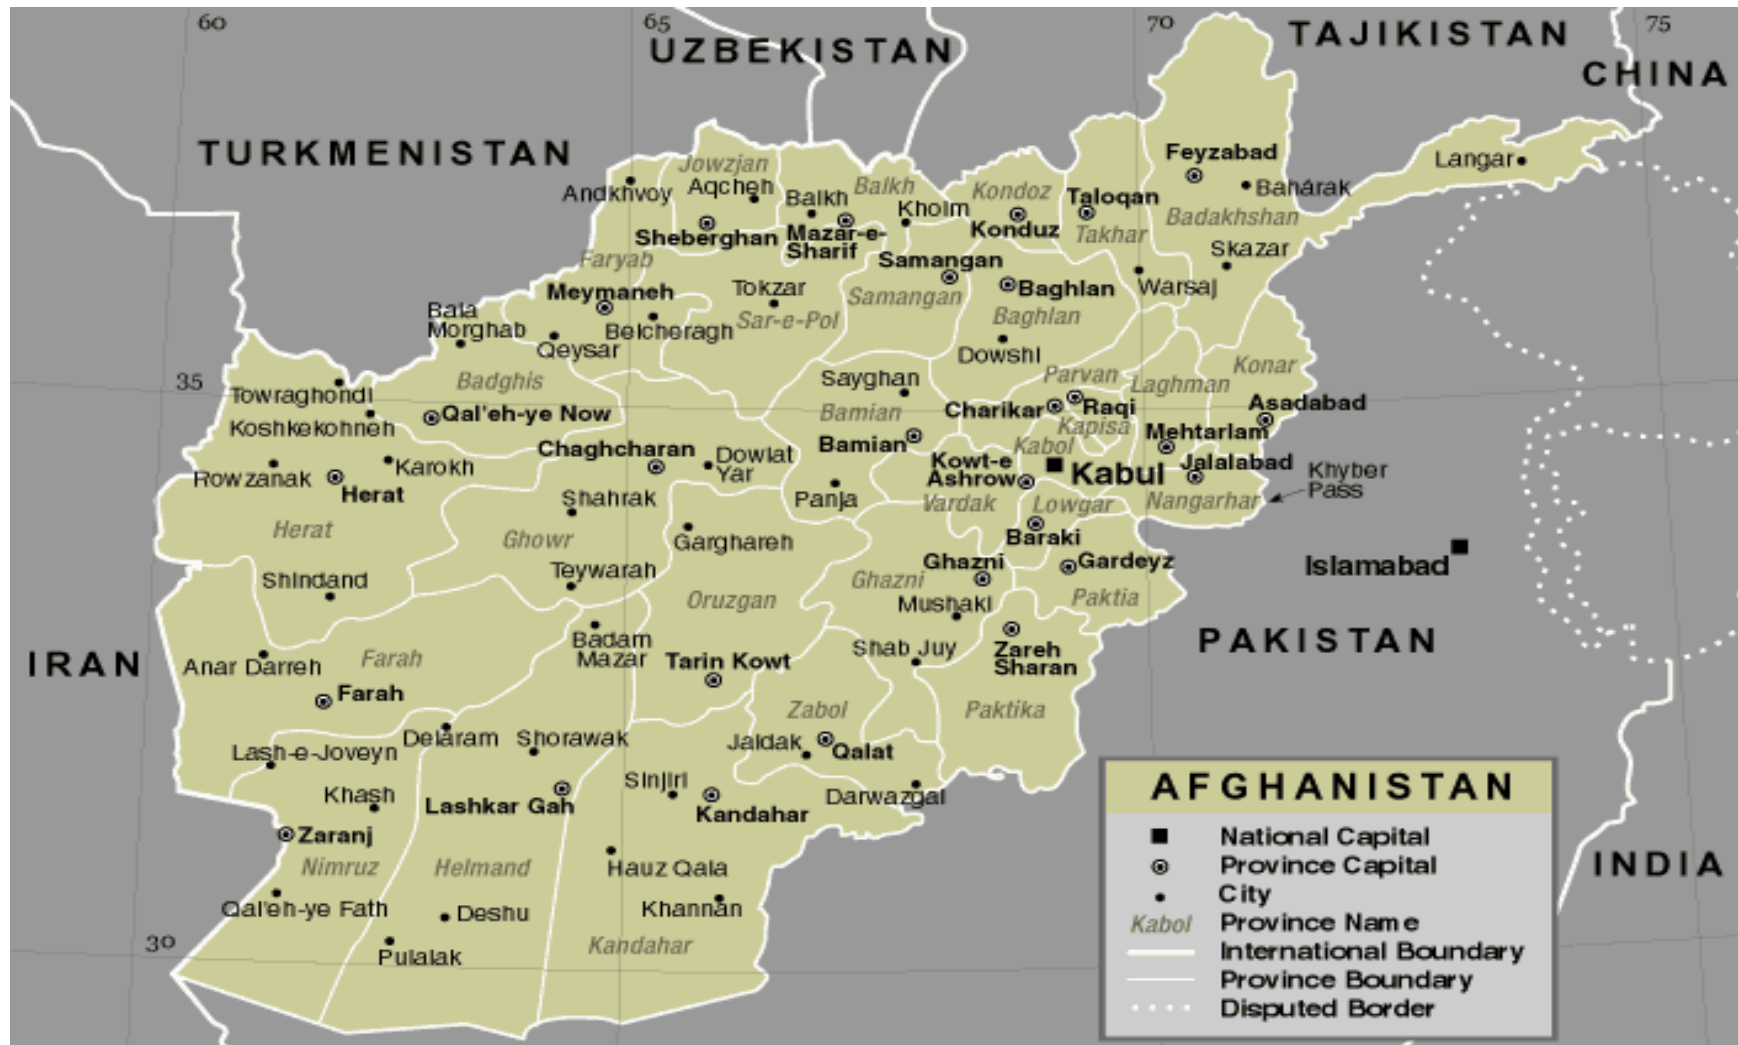 60
65
70
75
UZBEKISTAN
TAJIKISTAN
CHINA
TURKMENISTAN
Jowzjan
Andkhvoy
Aqcheh
Balkh
Balkh
Kholm
Kondoz
Taloqan
Feyzabad
Langar
Bahárak
Badakhshan
Sheberghan
Mazar-e-
Sharif
Konduz
Takhar
Skazar
Faryab
Samangan
Meymaneh
Tokzar
Samangan
Baghlan
Warsaj
Bala
Morghab
Belcheragh
Sar-e-Pol
Baghlan
Qeysar
Dowshi
35
Towraghondi
Badghis
Sayghan
Parvan
Laghman
Konar
Koshkekohneh
Qal'eh-ye Now
Bamian
Charikar
Raqi
Asadabad
Kapisa
Chaghcharan
Bamian
Kabol
Mehtarlam
Rowzanak
Karokh
Dowlat
Yar
Kowt-e
Ashrow
Kabul
Jalalabad
Khyber
Pass
Herat
Shahrak
Panja
Vardak
Lowgar
Nangarhar
Herat
Ghowr
Garghareh
Baraki
Islamabad
Shindand
Teywarah
Ghazni
Ghazni
Gardeyz
Oruzgan
Mushaki
Paktia
IRAN
PAKISTAN
Anar Darreh
Farah
Badam
Mazar
Tarin Kowt
Shab Juy
Zareh
Sharan
Farah
Zabol
Paktika
Lash-e-Joveyn
Delaram
Shorawak
Jaldak
Qalat
Khash
Lashkar Gah
Sinjiri
Kandahar
Darwazgai
Zaranj
Nimruz
Helmand
Hauz Qala
INDIA
Qal'eh-ye Fath
Deshu
Khannan
30
Pulalak
Kandahar
AFGHANISTAN
National Capital
Province Capital
City
Kabol Province Name
International Boundary
Province Boundary
Disputed Border